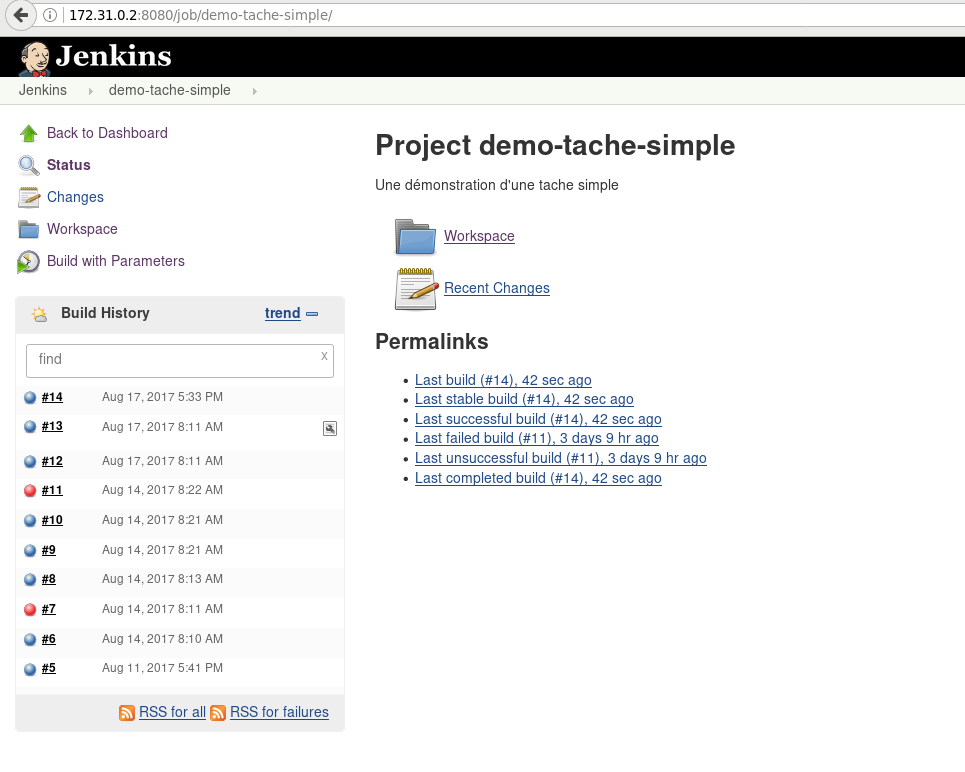 172.31.0.2:8080/job/demo-tache-simple/
Jenkins
Jenkins demo-tache-simple
Back to Dashboard
Status
Changes
Workspace
Build with Parameters
Build History trend
find X
#14 Aug 17, 2017 5:33 PM
#13 Aug 17, 2017 8:11 AM
#12 Aug 17, 2017 8:11 AM
#11 Aug 14, 2017 8:22 AM
#10 Aug 14, 2017 8:21 AM
#9 Aug 14, 2017 8:21 AM
#8 Aug 14, 2017 8:13 AM
#7 Aug 14, 2017 8:11 AM
#6 Aug 14, 2017 8:10 AM
#5 Aug 11, 2017 5:41 PM
RSS for all RSS for failures
Project demo-tache-simple
Une démonstration d'une tache simple
Workspace
Recent Changes
Permalinks
Last build (#14), 42 sec ago
Last stable build (#14), 42 sec ago
Last successful build (#14), 42 sec ago
Last failed build (#11), 3 days 9 hr ago
Last unsuccessful build (#11), 3 days 9 hr ago
Last completed build (#14), 42 sec ago